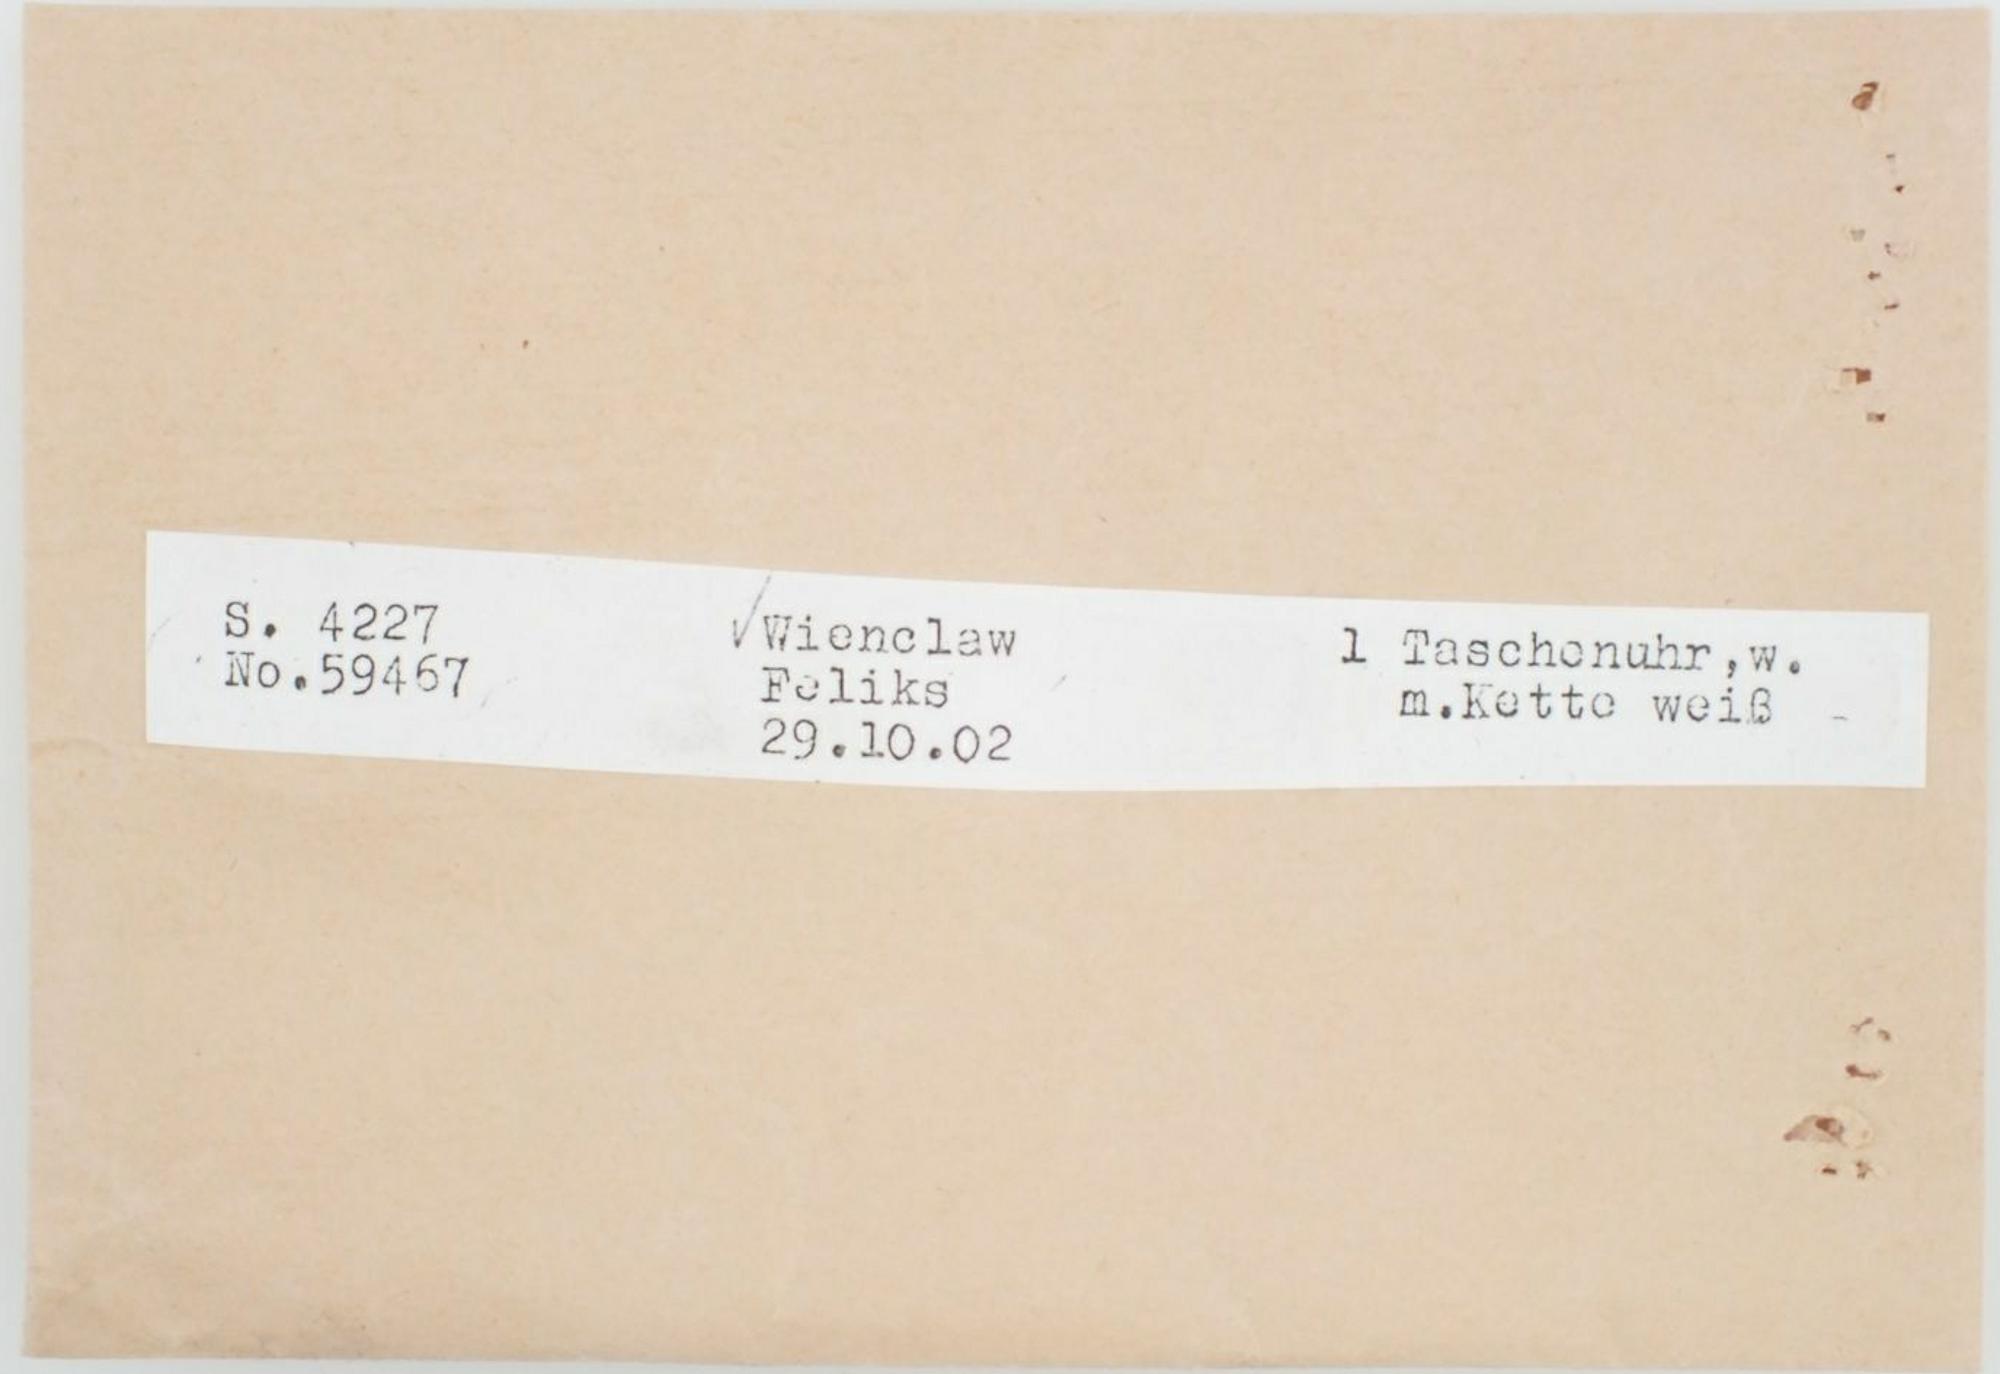 S. 4227
No.59467
Wienclaw
Feliks
29.10.02
1 Taschenuhr,w.
m.Kette weiß